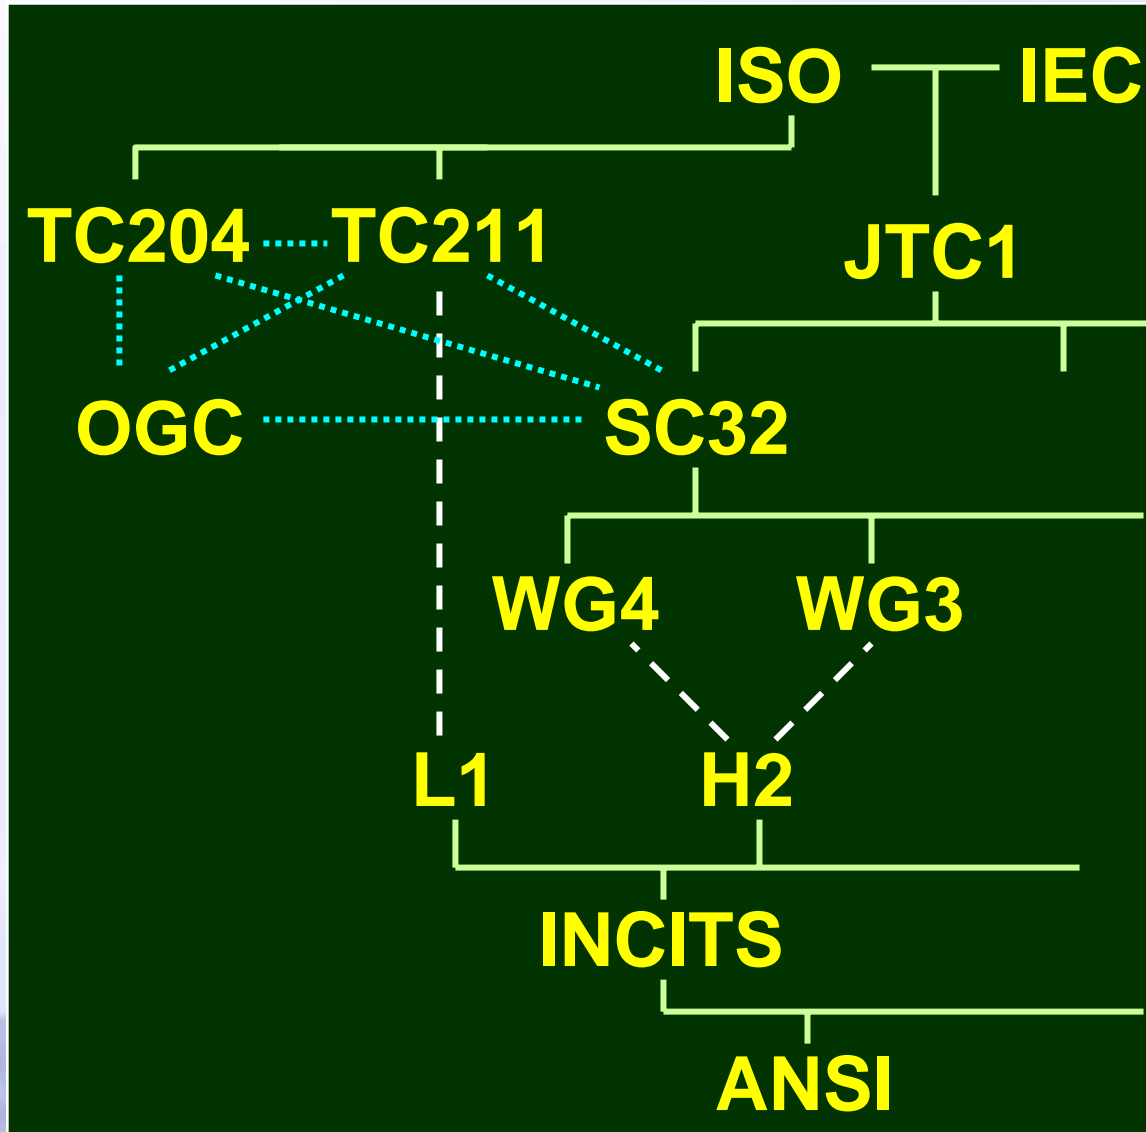 ISO IEC
TC204 TC211 JTC1
OGC SC32
WG4 WG3
L1 H2
INCITS
ANSI